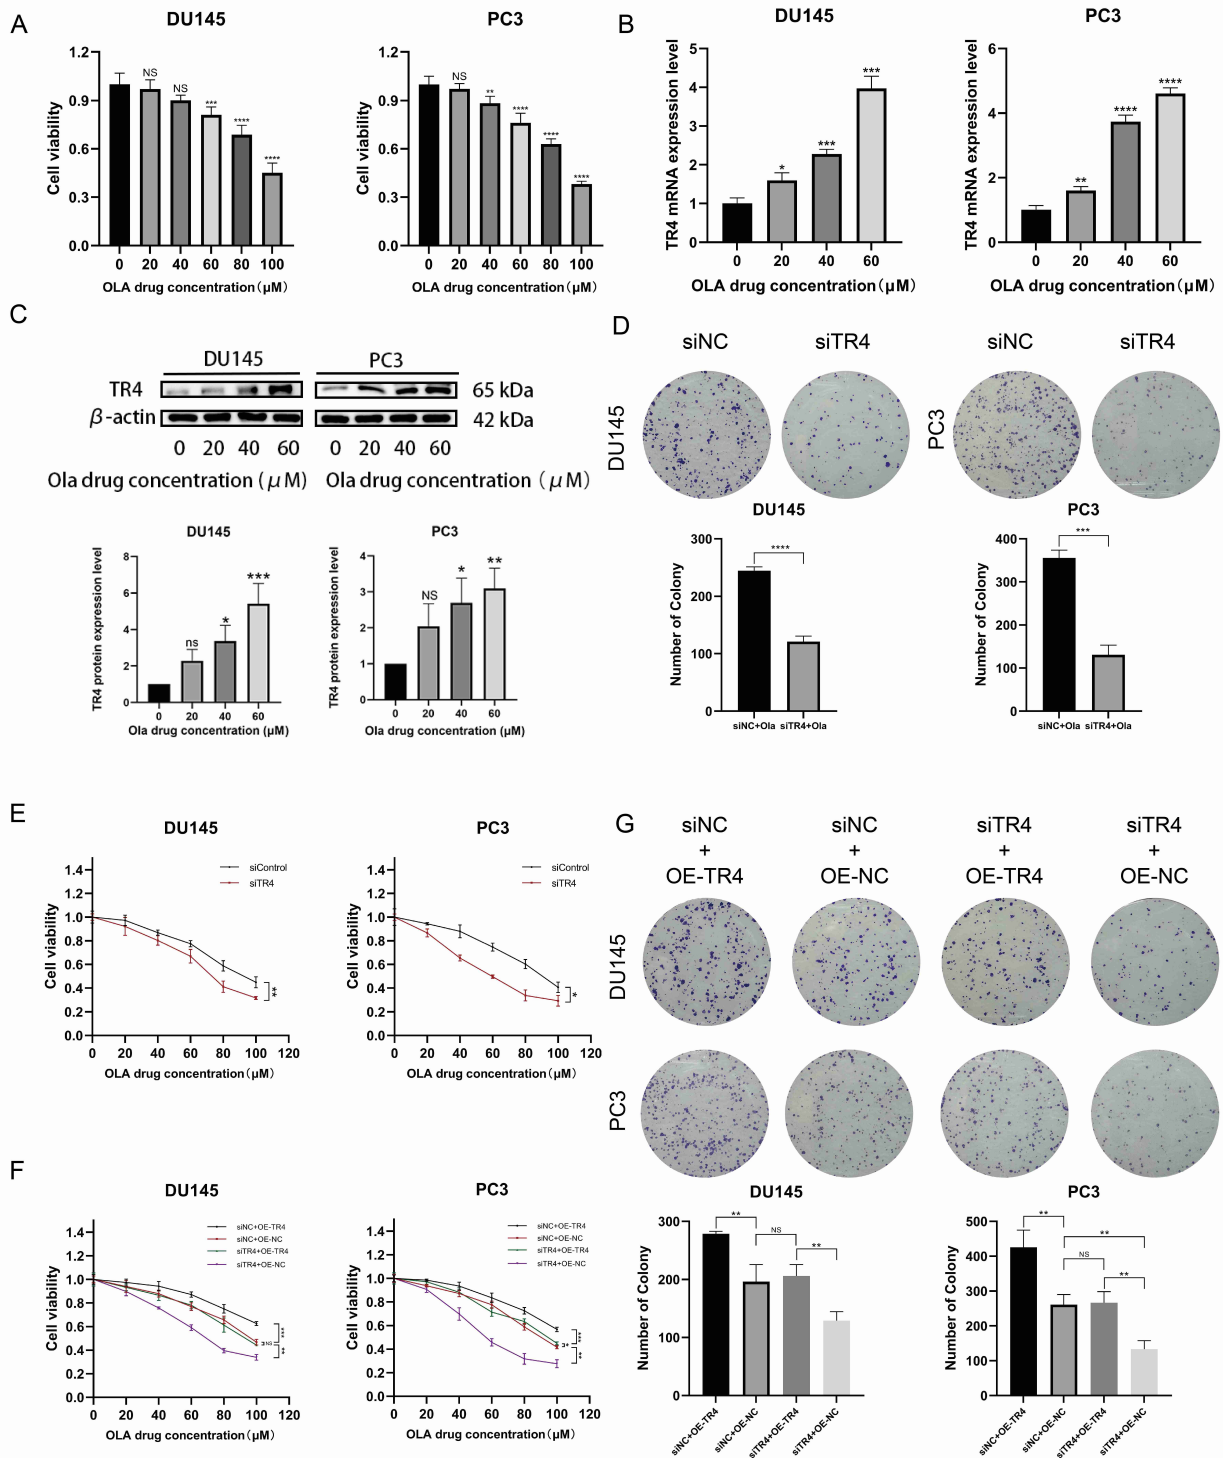 A
DU145
PC3
Cell viability
1.2
0.9
0.6
0.3
0.0
NS
NS
***
****
****
0 20 40 60 80 100
OLA drug concentration(μM)
Cell viability
1.2
0.9
0.6
0.3
0.0
NS
**
****
****
****
0 20 40 60 80 100
OLA drug concentration(μM)
B
DU145
PC3
TR4 mRNA expression level
5
4
3
2
1
0
*
***
***
0 20 40 60
OLA drug concentration(μM)
TR4 mRNA expression level
6
4
2
0
**
****
****
0 20 40 60
OLA drug concentration(μM)
C
DU145
PC3
TR4
65 kDa
β-actin
42 kDa
0 20 40 60
0 20 40 60
Ola drug concentration (μM)
Ola drug concentration (μM)
DU145
TR4 protein expression level
8
6
4
2
0
ns
*
***
0 20 40 60
Ola drug concentration (μM)
PC3
TR4 protein expression level
4
3
2
1
0
NS
*
**
0 20 40 60
Ola drug concentration (μM)
D
siNC
siTR4
siNC
siTR4
DU145
PC3
DU145
Number of Colony
300
200
100
0
****
siNC+Ola siTR4+Ola
PC3
Number of Colony
400
300
200
100
0
***
siNC+Ola siTR4+Ola
E
DU145
Cell viability
1.4
1.2
1.0
0.8
0.6
0.4
0.2
0.0
siControl
siTR4
**
0 20 40 60 80 100 120
OLA drug concentration(μM)
PC3
Cell viability
1.4
1.2
1.0
0.8
0.6
0.4
0.2
0.0
siControl
siTR4
*
0 20 40 60 80 100 120
OLA drug concentration(μM)
F
DU145
Cell viability
1.4
1.2
1.0
0.8
0.6
0.4
0.2
0.0
siNC+OE-TR4
siNC+OE-NC
siTR4+OE-TR4
siTR4+OE-NC
***
NS
**
0 20 40 60 80 100 120
OLA drug concentration(μM)
PC3
Cell viability
1.4
1.2
1.0
0.8
0.6
0.4
0.2
0.0
siNC+OE-TR4
siNC+OE-NC
siTR4+OE-TR4
siTR4+OE-NC
***
*
**
0 20 40 60 80 100 120
OLA drug concentration(μM)
G
siNC
+
OE-TR4
siNC
+
OE-NC
siTR4
+
OE-TR4
siTR4
+
OE-NC
DU145
PC3
DU145
Number of Colony
300
200
100
0
**
NS
**
siNC+OE-TR4
siNC+OE-NC
siTR4+OE-TR4
siTR4+OE-NC
PC3
Number of Colony
500
400
300
200
100
0
**
**
NS
**
siNC+OE-TR4
siNC+OE-NC
siTR4+OE-TR4
siTR4+OE-NC